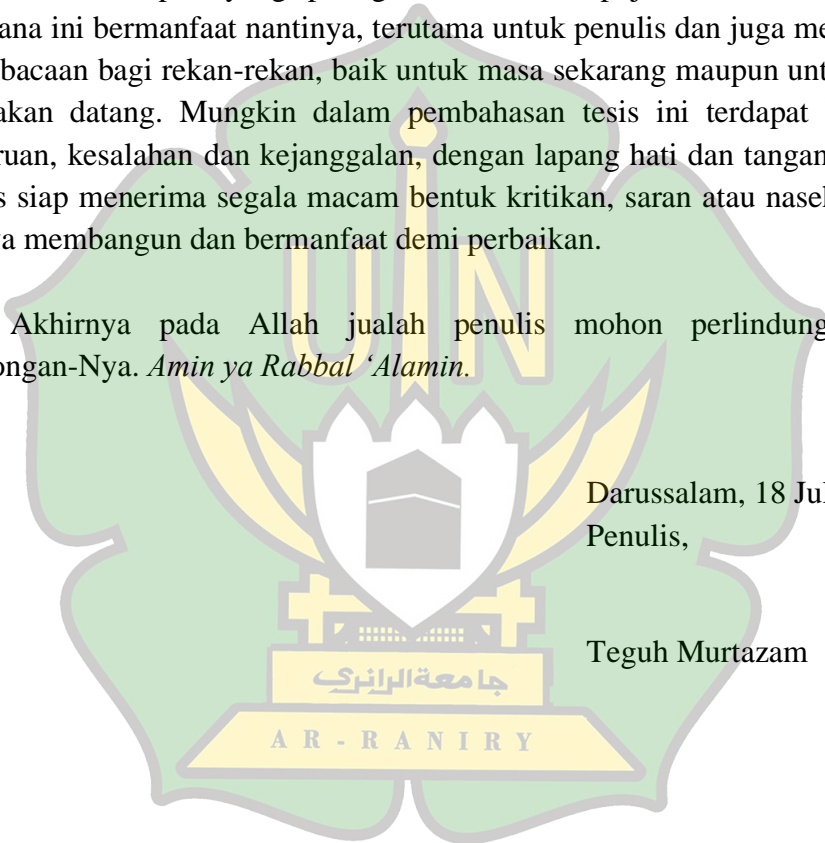 ana ini bermanfaat nantinya, terutama untuk penulis dan juga me
bacaan bagi rekan-rekan, baik untuk masa sekarang maupun unt
akan datang. Mungkin dalam pembahasan tesis ini terdapat
ruan, kesalahan dan kejanggalan, dengan lapang hati dan tangan
s siap menerima segala macam bentuk kritikan, saran atau nasel
a membangun dan bermanfaat demi perbaikan.
Akhirnya pada Allah jualah penulis mohon perlindung
ongan-Nya. Amin ya Rabbal ‘Alamin.
UIN
Darussalam, 18 Jul
Penulis,
Teguh Murtazam
جامعة الرانري
AR-RANIRY